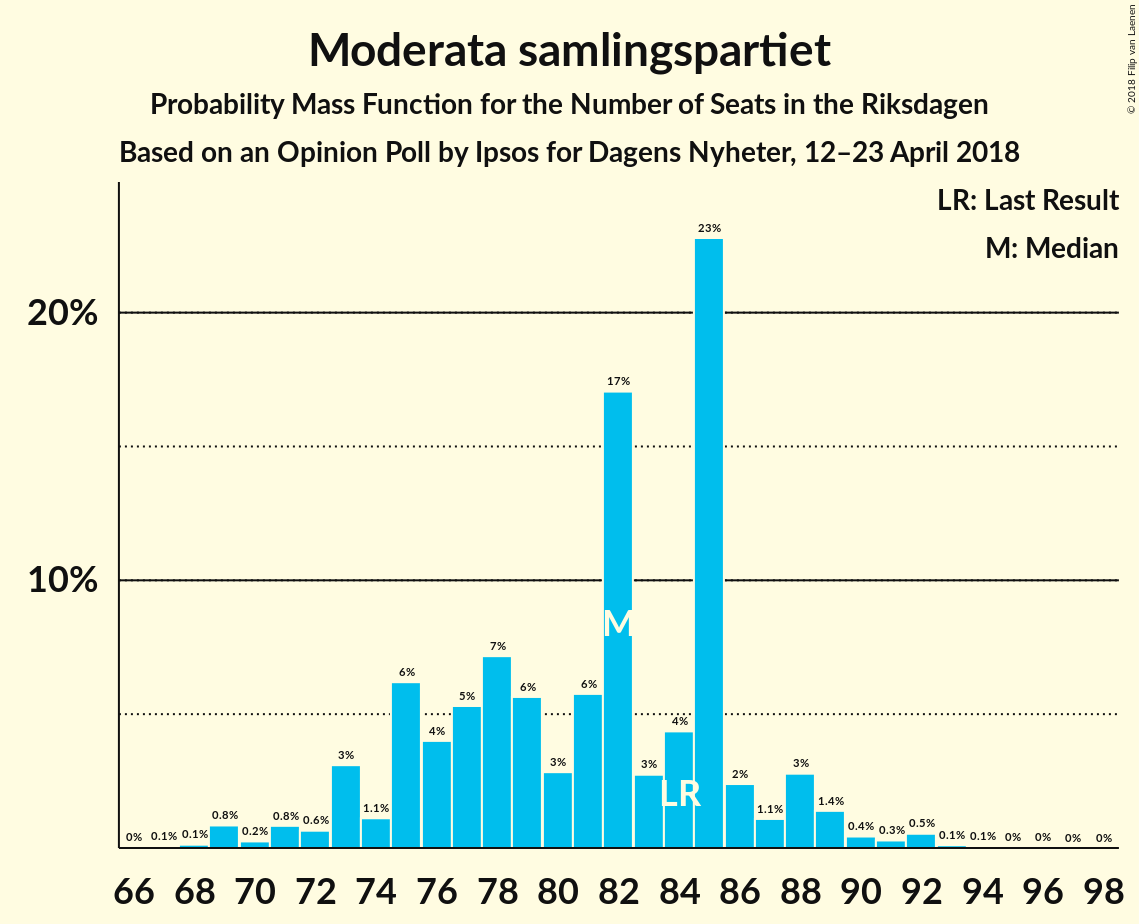 Moderata samlingspartiet
Probability Mass Function for the Number of Seats in the Riksdagen
Based on an Opinion Poll by Ipsos for Dagens Nyheter, 12–23 April 2018
© 2018 Filip van Laenen
LR: Last Result
M: Median
20%
10%
0% 0.1% 0.1% 0.8% 0.2% 0.8% 0.6% 3% 1.1% 6% 4% 5% 7% 6% 3% 6% 17% 3% 4% 23% 2% 1.1% 3% 1.4% 0.4% 0.3% 0.5% 0.1% 0.1% 0% 0% 0% 0%
M
LR
66 68 70 72 74 76 78 80 82 84 86 88 90 92 94 96 98